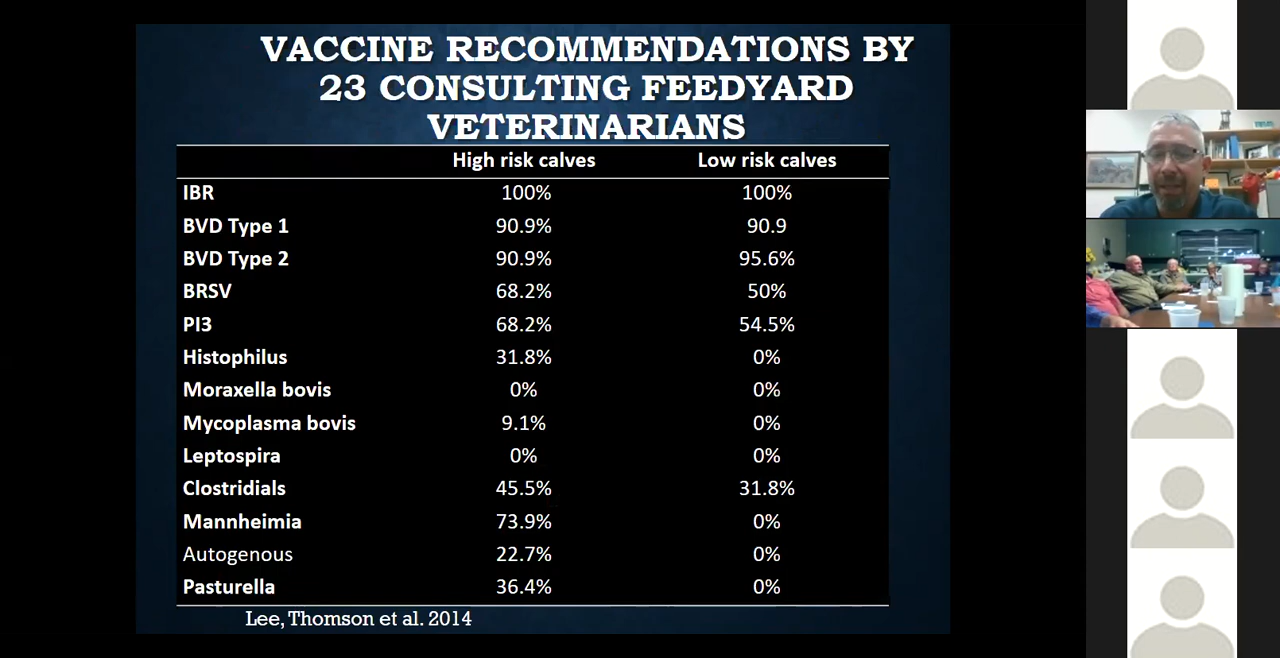 VACCINE RECOMMENDATIONS BY
23 CONSULTING FEEDYARD
VETERINARIANS
High risk calves Low risk calves
IBR 100% 100%
BVD Type 1 90.9% 90.9
BVD Type 2 90.9% 95.6%
BRSV 68.2% 50%
PI3 68.2% 54.5%
Histophilus 31.8% 0%
Moraxella bovis 0% 0%
Mycoplasma bovis 9.1% 0%
Leptospira 0% 0%
Clostridials 45.5% 31.8%
Mannheimia 73.9% 0%
Autogenous 22.7% 0%
Pasturella 36.4% 0%
Lee, Thomson et al. 2014